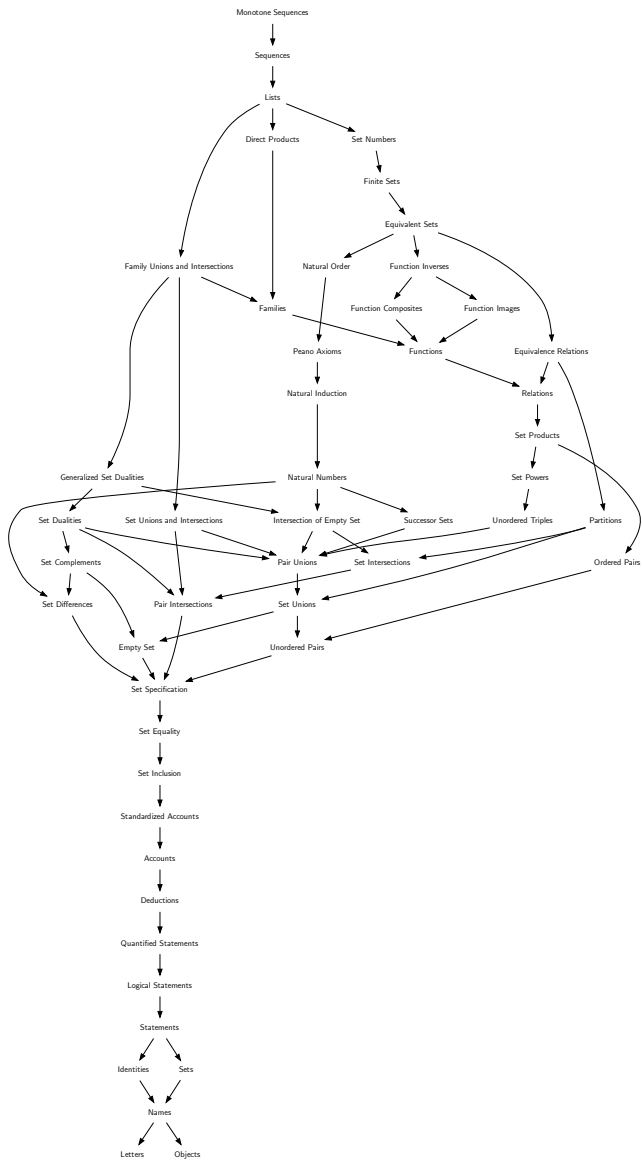 Monotone Sequences
Sequences
Lists
Direct Products
Set Numbers
Finite Sets
Equivalent Sets
Family Unions and Intersections
Natural Order
Function Inverses
Families
Function Composites
Function Images
Peano Axioms
Functions
Equivalence Relations
Natural Induction
Relations
Set Products
Generalized Set Dualities
Natural Numbers
Set Powers
Set Dualities
Set Unions and Intersections
Intersection of Empty Set
Successor Sets
Unordered Triples
Partitions
Set Complements
Pair Unions
Set Intersections
Ordered Pairs
Set Differences
Pair Intersections
Set Unions
Empty Set
Unordered Pairs
Set Specification
Set Equality
Set Inclusion
Standardized Accounts
Accounts
Deductions
Quantified Statements
Logical Statements
Statements
Identities
Sets
Names
Letters
Objects